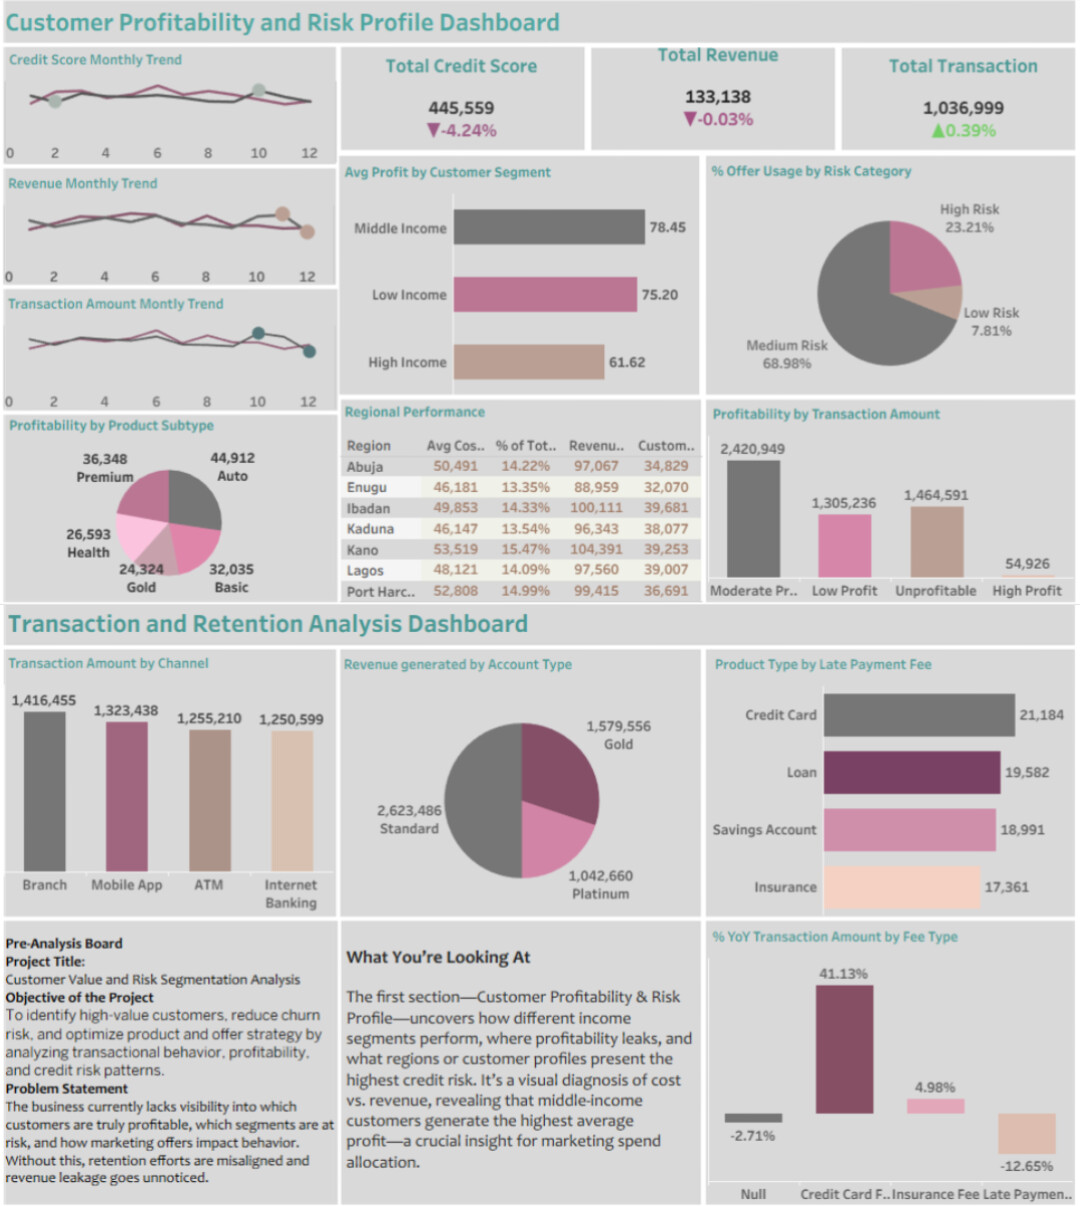 Customer Profitability and Risk Profile Dashboard
Credit Score Monthly Trend
0 2 4 6 8 10 12
Total Credit Score
445,559
▼-4.24%
Total Revenue
133,138
▼-0.03%
Total Transaction
1,036,999
▲0.39%
Revenue Monthly Trend
0 2 4 6 8 10 12
Transaction Amount Montly Trend
0 2 4 6 8 10 12
Avg Profit by Customer Segment
Middle Income 78.45
Low Income 75.20
High Income 61.62
% Offer Usage by Risk Category
High Risk
23.21%
Low Risk
7.81%
Medium Risk
68.98%
Profitability by Product Subtype
36,348
Premium
44,912
Auto
26,593
Health
24,324
Gold
32,035
Basic
Regional Performance
Region Avg Cos.. % of Tot.. Revenu.. Custom..
Abuja 50,491 14.22% 97,067 34,829
Enugu 46,181 13.35% 88,959 32,070
Ibadan 49,853 14.33% 100,111 39,681
Kaduna 46,147 13.54% 96,343 38,077
Kano 53,519 15.47% 104,391 39,253
Lagos 48,121 14.09% 97,560 39,007
Port Harc.. 52,808 14.99% 99,415 36,691
Profitability by Transaction Amount
2,420,949
1,305,236
1,464,591
54,926
Moderate Pr.. Low Profit Unprofitable High Profit
Transaction and Retention Analysis Dashboard
Transaction Amount by Channel
1,416,455
1,323,438
1,255,210
1,250,599
Branch Mobile App ATM Internet
Banking
Revenue generated by Account Type
1,579,556
Gold
2,623,486
Standard
1,042,660
Platinum
Product Type by Late Payment Fee
Credit Card 21,184
Loan 19,582
Savings Account 18,991
Insurance 17,361
Pre-Analysis Board
Project Title:
Customer Value and Risk Segmentation Analysis
Objective of the Project
To identify high-value customers, reduce churn
risk, and optimize product and offer strategy by
analyzing transactional behavior, profitability,
and credit risk patterns.
Problem Statement
The business currently lacks visibility into which
customers are truly profitable, which segments are at
risk, and how marketing offers impact behavior.
Without this, retention efforts are misaligned and
revenue leakage goes unnoticed.
What You're Looking At
The first section—Customer Profitability & Risk
Profile—uncovers how different income
segments perform, where profitability leaks, and
what regions or customer profiles present the
highest credit risk. It's a visual diagnosis of cost
vs. revenue, revealing that middle-income
customers generate the highest average
profit—a crucial insight for marketing spend
allocation.
% YoY Transaction Amount by Fee Type
41.13%
4.98%
-2.71%
-12.65%
Null Credit Card F.. Insurance Fee Late Paymen..